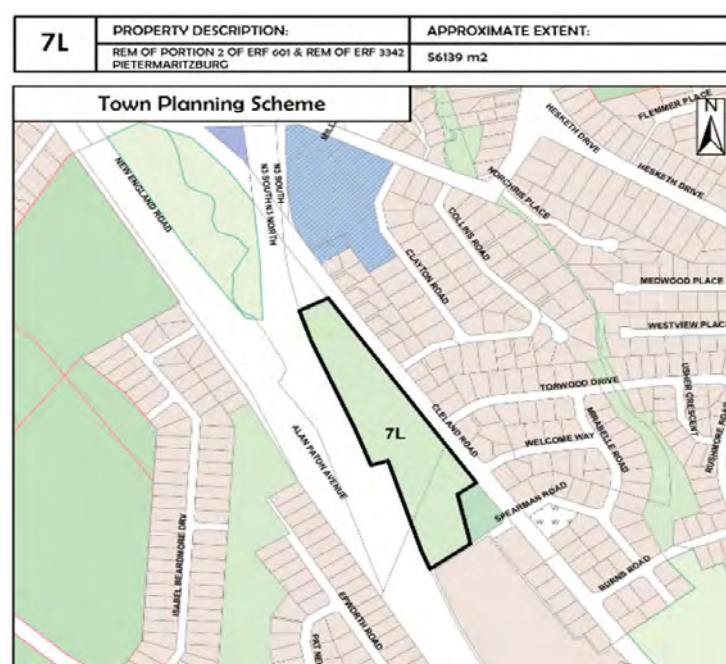 7L
PROPERTY DESCRIPTION:
APPROXIMATE EXTENT:
REM OF PORTION 2 OF ERF 601 & REM OF ERF 3342
PIETERMARITZBURG
56139 m2
Town Planning Scheme
N
FLEMMER PLACE
HESKETH DRIVE
HESKETH DRIVE
NEW ENGLAND ROAD
N3 SOUTH
N3 SOUTH N3 NORTH
NORCHRIS PLACE
COLLINS ROAD
CLAYTON ROAD
MEDWOOD PLACE
WESTVIEW PLACE
TORWOOD DRIVE
USHER CRESCENT
RUSHMORE ROAD
CLELAND ROAD
MIRABELLE ROAD
WELCOME WAY
7L
ALAN PATON AVENUE
SPEARMAN ROAD
W W
W
BURNS ROAD
ISABEL BEARDMORE DRV
EPWORTH ROAD